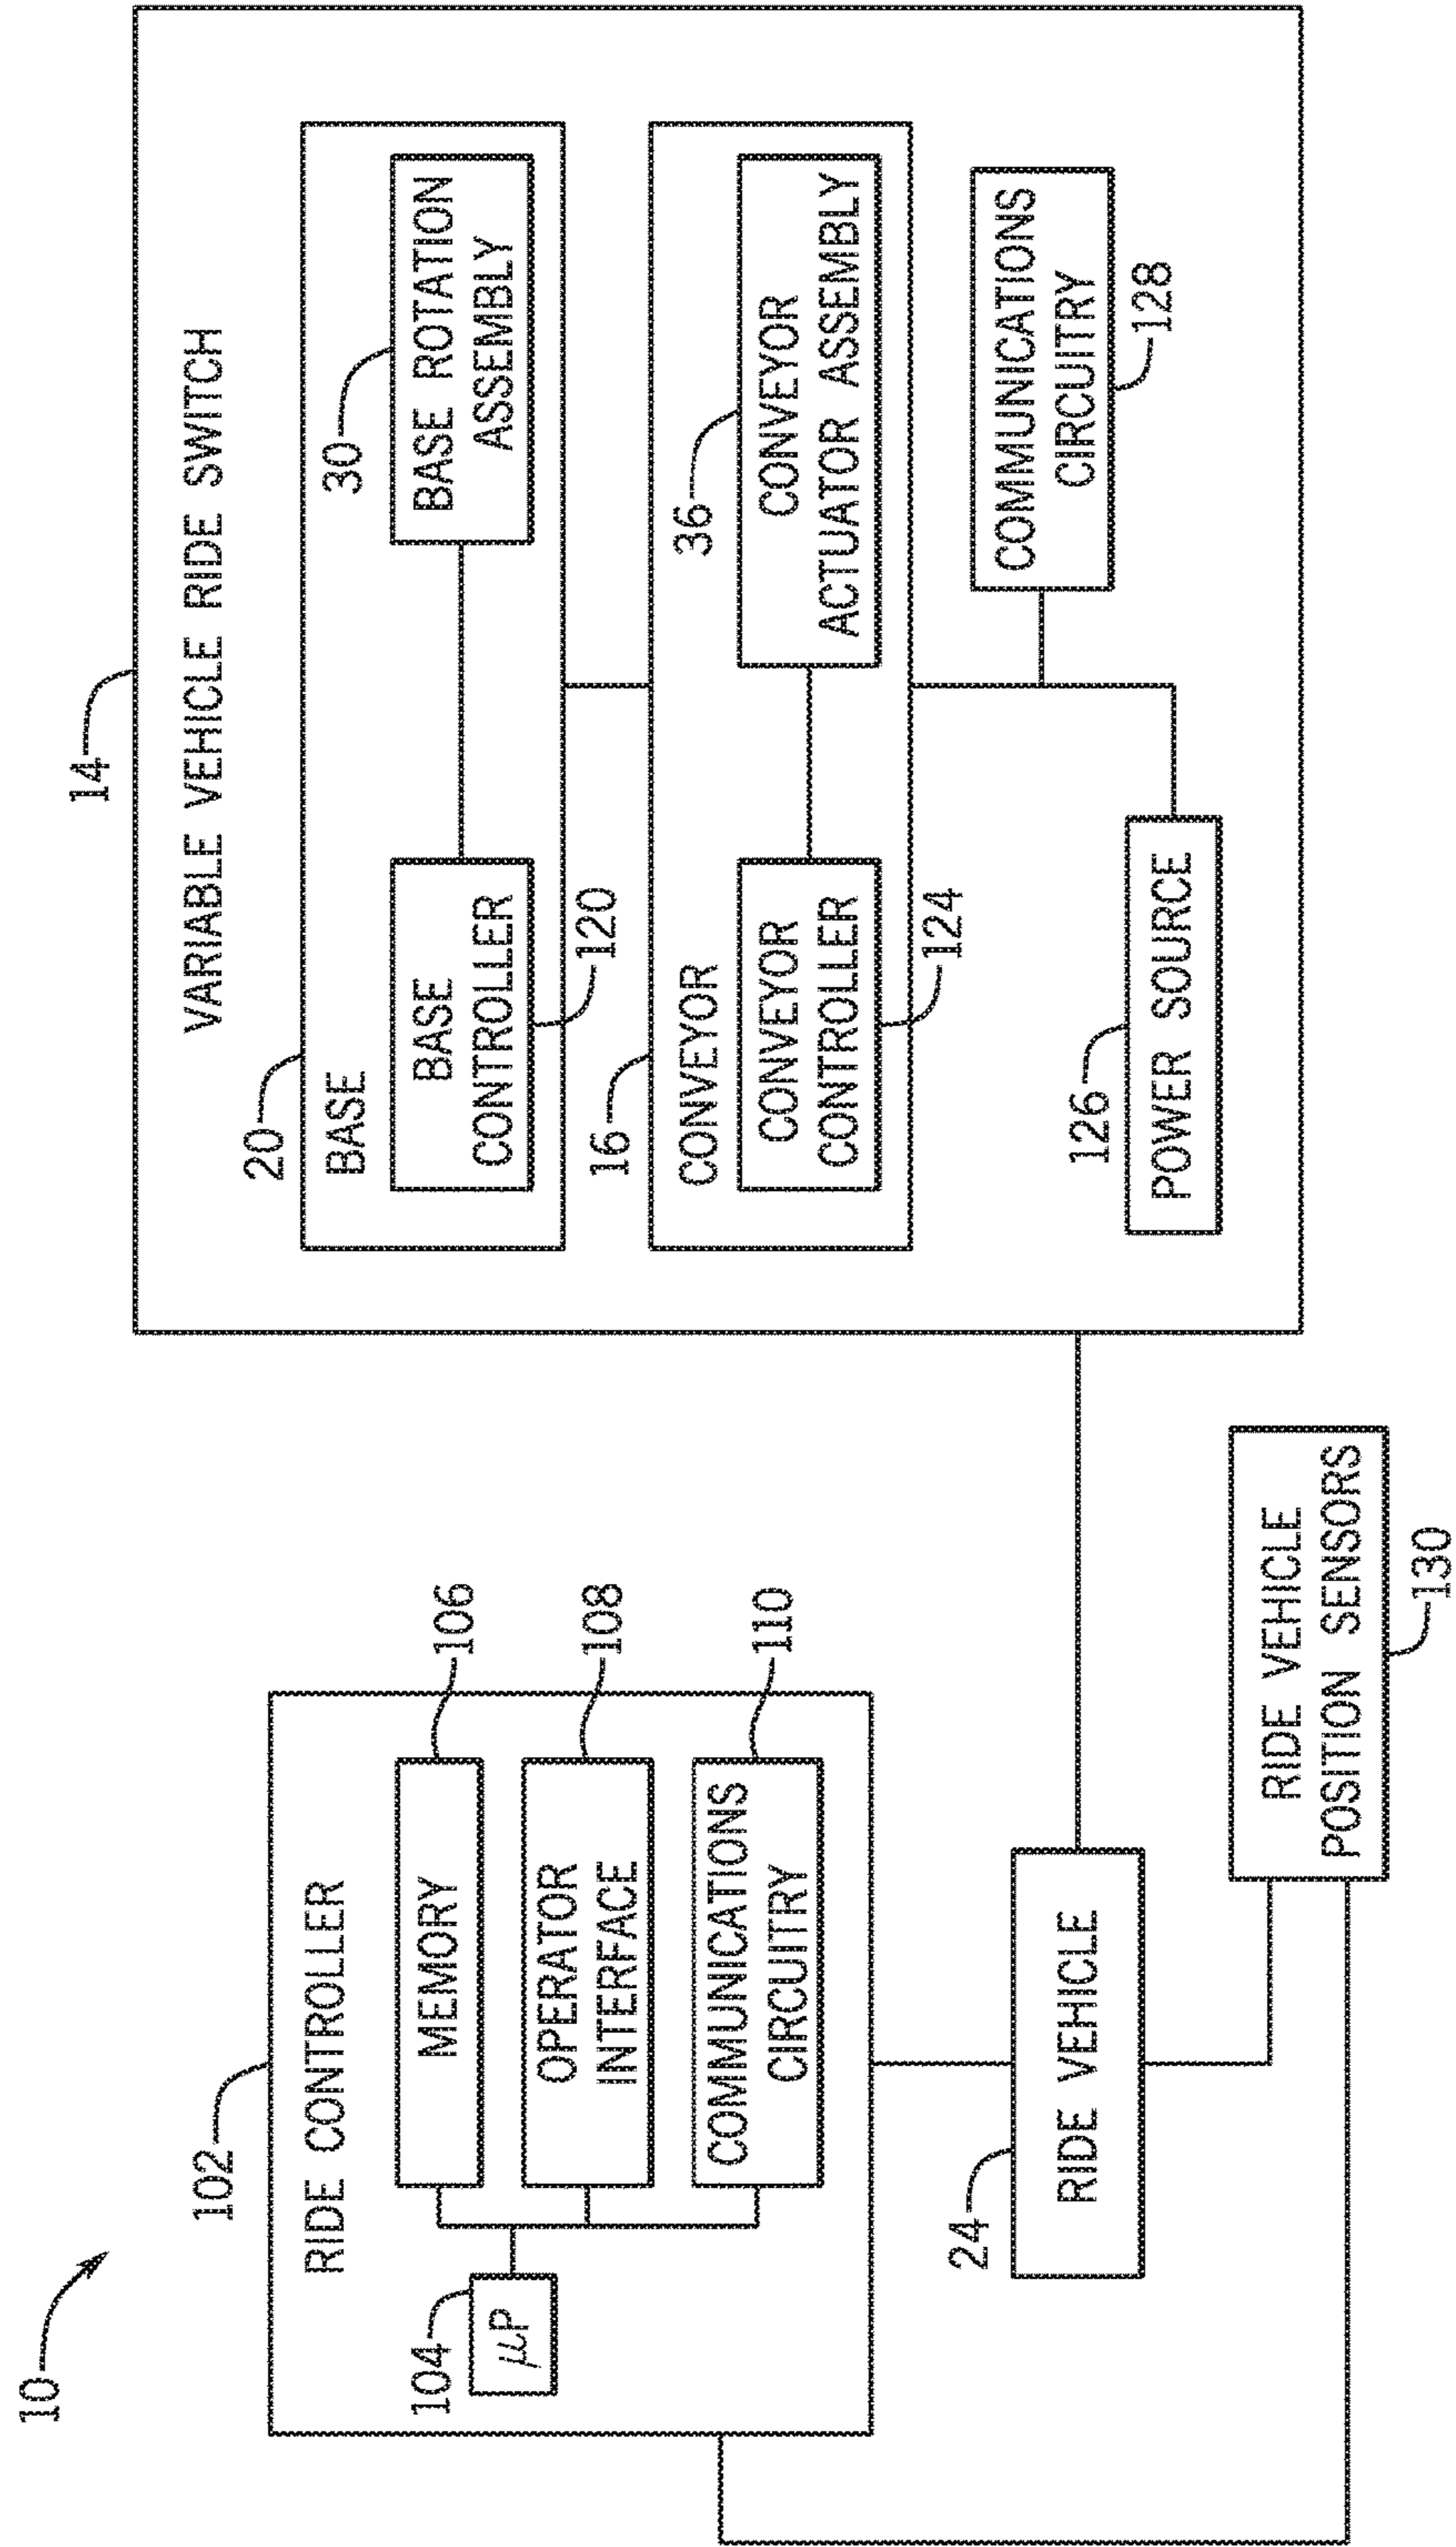 10
102
RIDE CONTROLLER
104
μP
MEMORY
106
OPERATOR
INTERFACE
108
COMMUNICATIONS
CIRCUITRY
110
24
RIDE VEHICLE
RIDE VEHICLE
POSITION SENSORS
130
14
VARIABLE VEHICLE RIDE SWITCH
20
BASE
BASE
CONTROLLER
120
30
BASE ROTATION
ASSEMBLY
16
CONVEYOR
CONVEYOR
CONTROLLER
124
36
CONVEYOR
ACTUATOR ASSEMBLY
126
POWER SOURCE
COMMUNICATIONS
CIRCUITRY
128